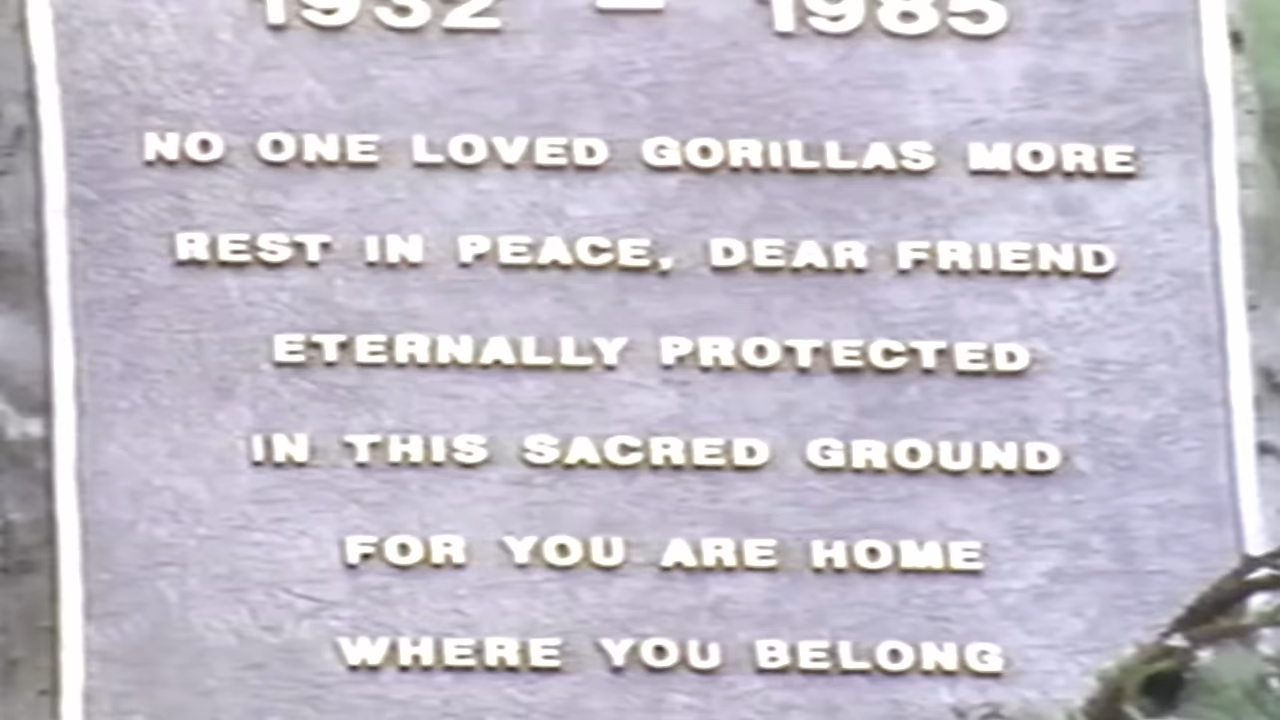 1932 – 1985
NO ONE LOVED GORILLAS MORE
REST IN PEACE, DEAR FRIEND
ETERNALLY PROTECTED
IN THIS SACRED GROUND
FOR YOU ARE HOME
WHERE YOU BELONG